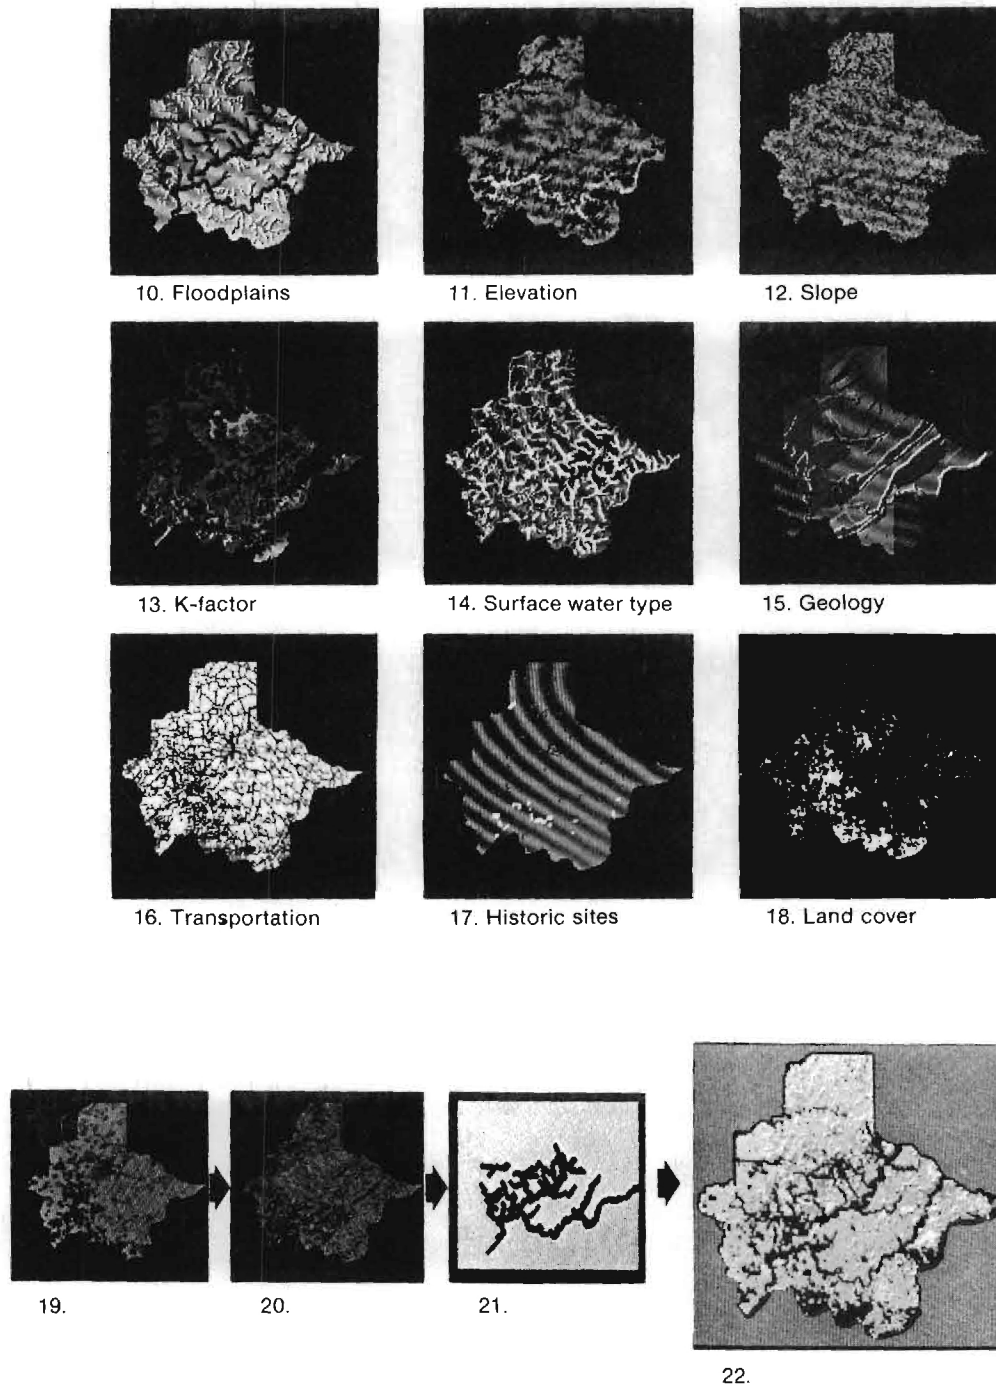 10. Floodplains
11. Elevation
12. Slope
13. K-factor
14. Surface water type
15. Geology
16. Transportation
17. Historic sites
18. Land cover
19.
20.
21.
22.